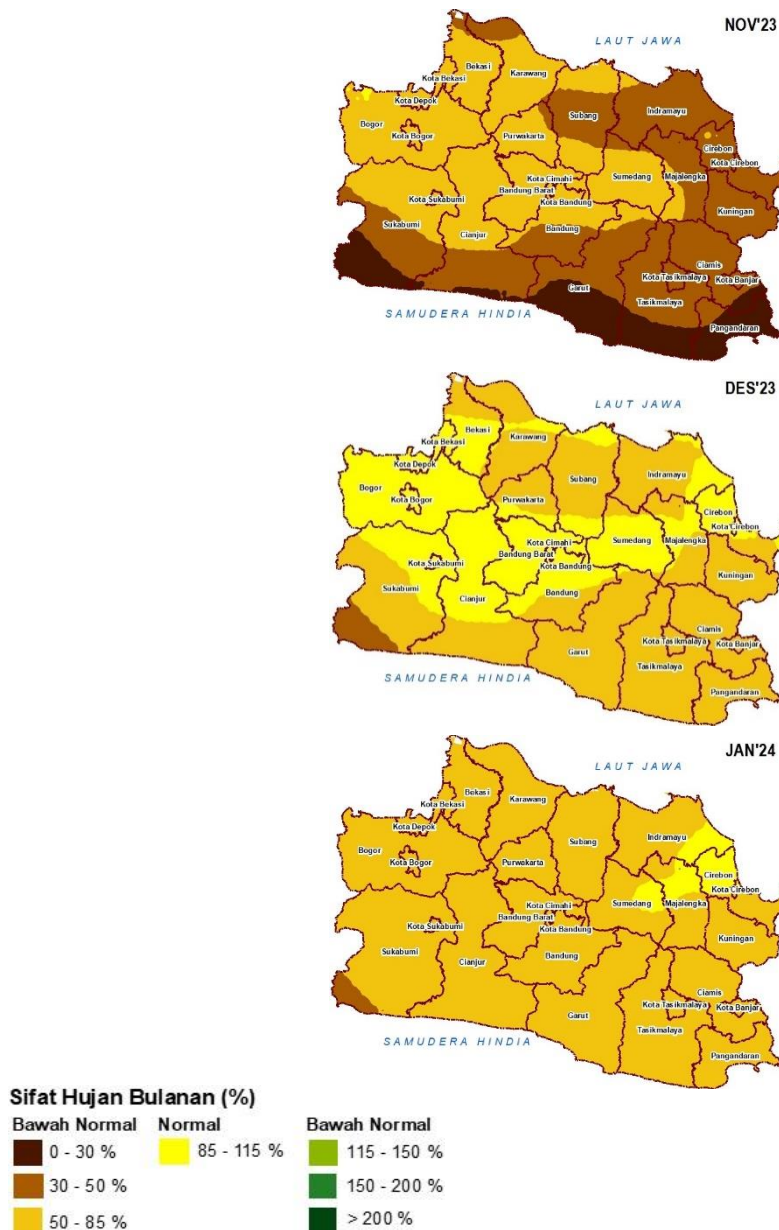 NOV'23
LAUT JAWA
Bekasi
Kota Bekasi
Karawang
Kota Depok
Subang
Indramayu
Bogor
Kota Bogor
Purwakarta
Cirebon
Kota Cirebon
Kota Cimahi
Sumedang
Majalengka
Bandung Barat
Kota Sukabumi
Kota Bandung
Kuningan
Sukabumi
Cianjur
Bandung
Ciamis
Kota Tasikmalaya
Kota Banjar
Garut
Tasikmalaya
SAMUDERA HINDIA
Pangandaran
DES'23
LAUT JAWA
Bekasi
Kota Bekasi
Karawang
Kota Depok
Subang
Indramayu
Bogor
Kota Bogor
Purwakarta
Cirebon
Kota Cirebon
Kota Cimahi
Sumedang
Majalengka
Bandung Barat
Kota Sukabumi
Kota Bandung
Kuningan
Sukabumi
Cianjur
Bandung
Ciamis
Kota Tasikmalaya
Kota Banjar
Garut
Tasikmalaya
SAMUDERA HINDIA
Pangandaran
JAN'24
LAUT JAWA
Bekasi
Kota Bekasi
Karawang
Kota Depok
Subang
Indramayu
Bogor
Kota Bogor
Purwakarta
Cirebon
Kota Cirebon
Kota Cimahi
Sumedang
Majalengka
Bandung Barat
Kota Sukabumi
Kota Bandung
Kuningan
Sukabumi
Cianjur
Bandung
Ciamis
Kota Tasikmalaya
Kota Banjar
Garut
Tasikmalaya
SAMUDERA HINDIA
Pangandaran
Sifat Hujan Bulanan (%)
Bawah Normal
0 - 30 %
30 - 50 %
50 - 85 %
Normal
85 - 115 %
Bawah Normal
115 - 150 %
150 - 200 %
> 200 %